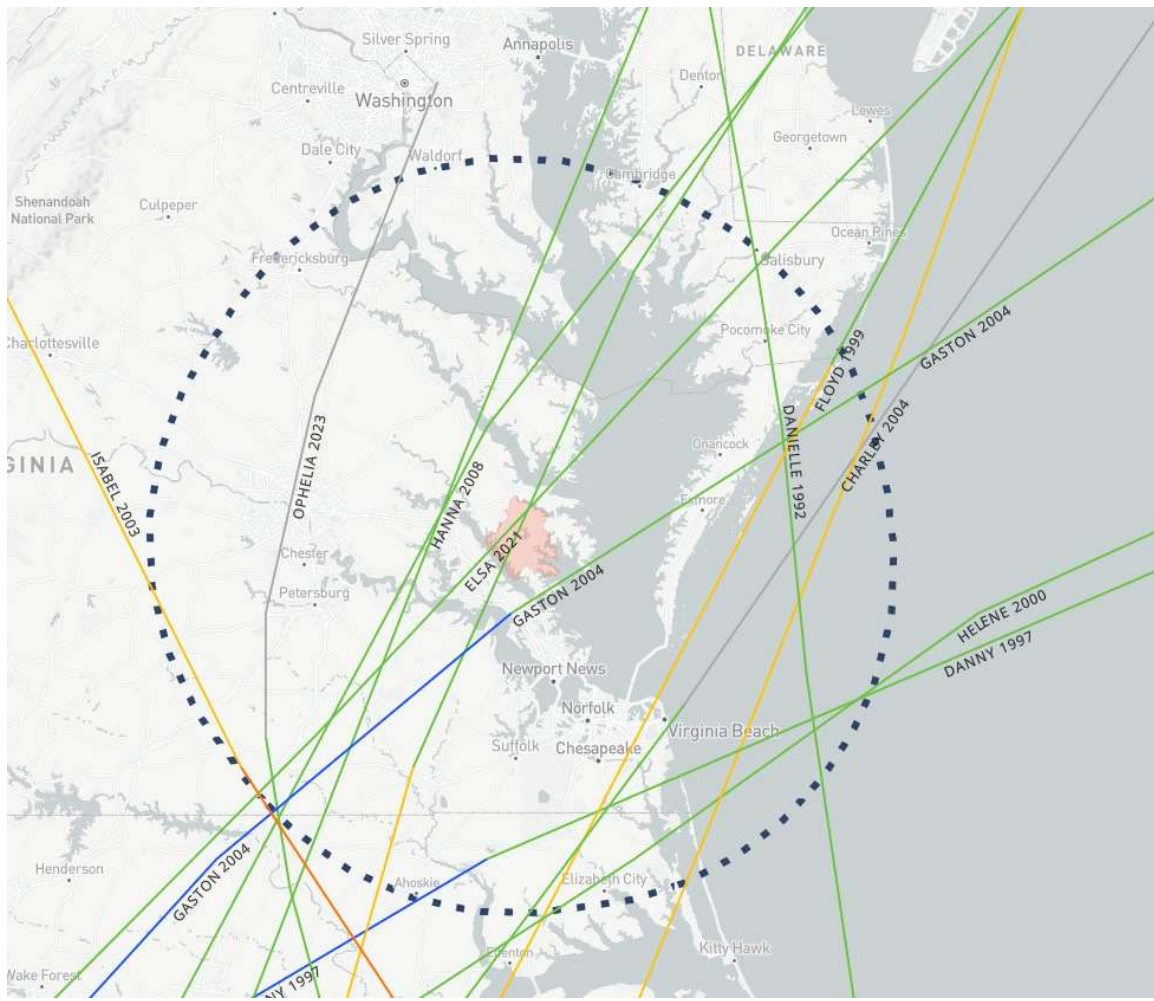 Silver Spring
Annapolis
DELAWARE
Centreville
Washington
Denton
Lewes
Georgetown
Dale City
Waldorf
Cambridge
Shenandoah
National Park
Culpeper
Ocean Pines
Fredericksburg
Salisbury
Charlottesville
Pocomoke City
GASTON 2004
FLOYD 1999
GINIA
ISABEL 2003
OPHELIA 2023
HANNA 2008
DANIELLE 1992
CHARLEY 2004
Onancock
Exmore
Chester
ELSA 2021
Petersburg
GASTON 2004
HELENE 2000
DANNY 1997
Newport News
Norfolk
Virginia Beach
Suffolk
Chesapeake
Henderson
GASTON 2004
Ahoskie
Elizabeth City
Edenton
Kitty Hawk
Wake Forest
NY 1997